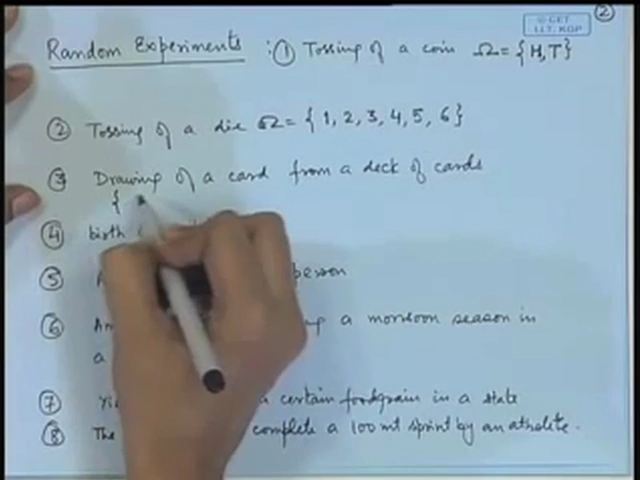 © CET
I.I.T. KGP
2
Random Experiments : ① Tossing of a coin Ω = { H, T }
② Tossing of a die Ω = { 1, 2, 3, 4, 5, 6 }
③ Drawing of a card from a deck of cards
{
④ birth
⑤ person
⑥ a monsoon season in
a
⑦ a certain foodgrain in a state
⑧ The complete a 100 mt sprint by an athelite.